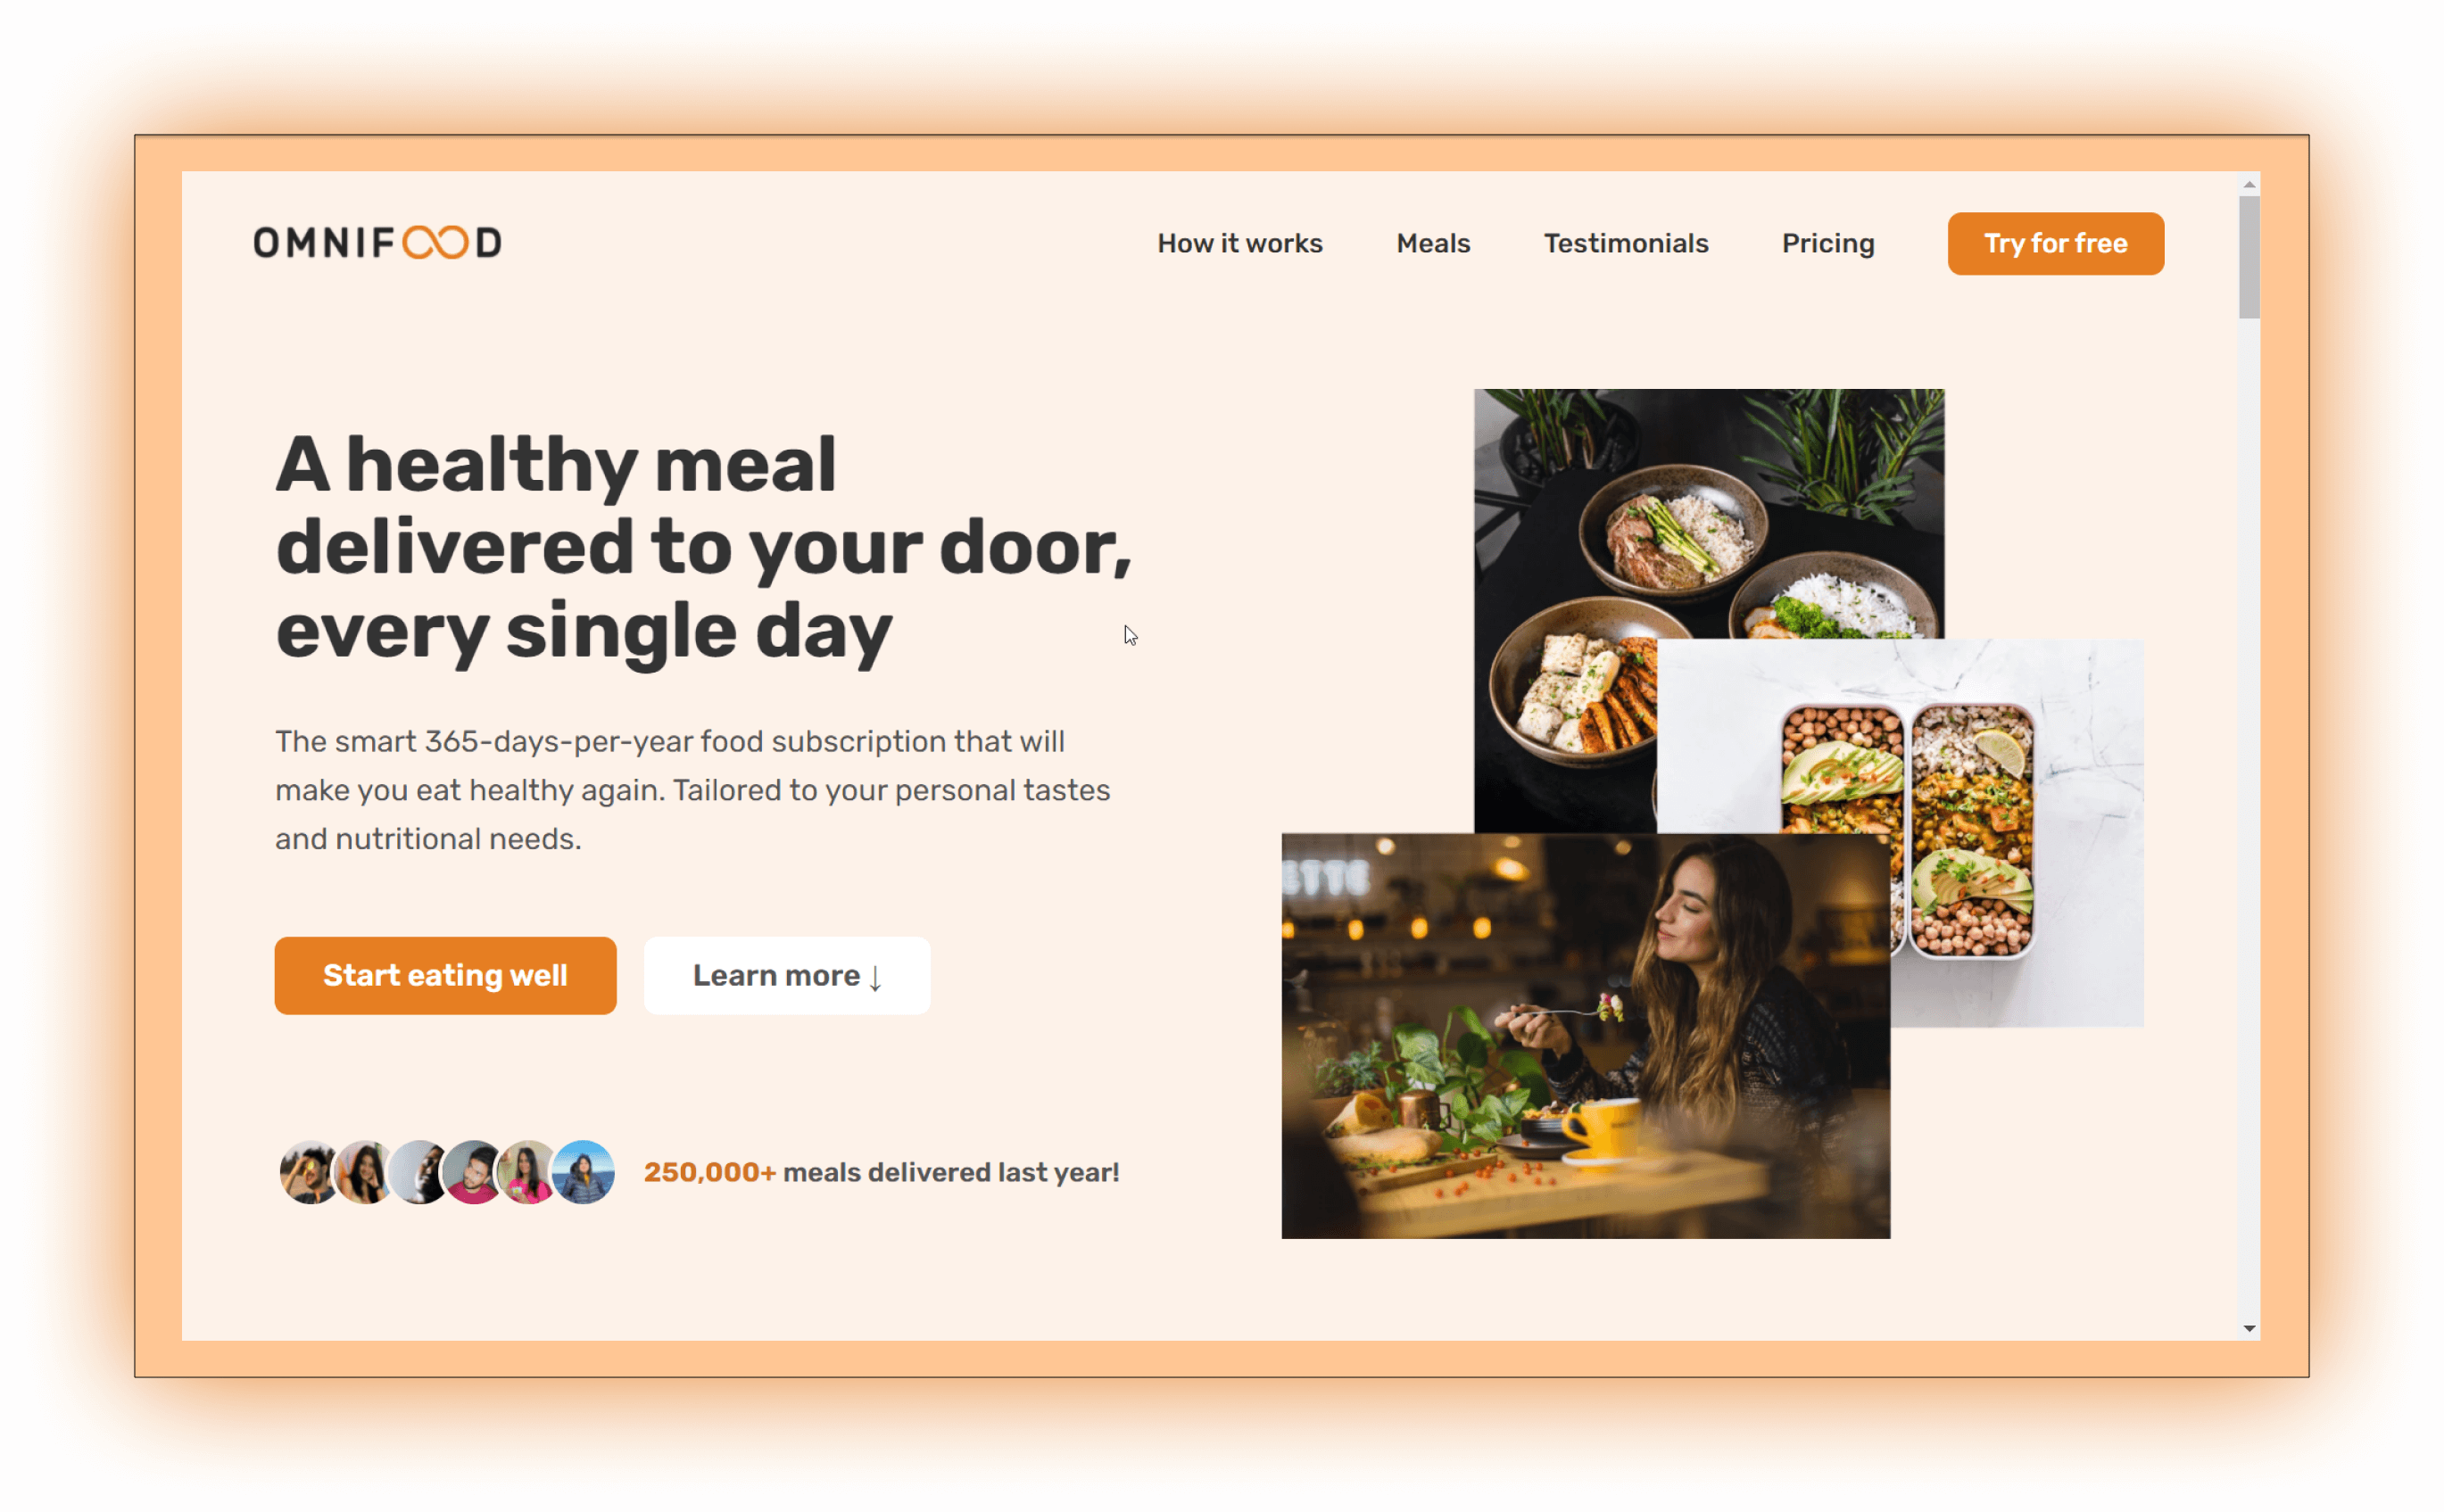 OMNIFOOD
How it works
Meals
Testimonials
Pricing
Try for free
A healthy meal
delivered to your door,
every single day
The smart 365-days-per-year food subscription that will
make you eat healthy again. Tailored to your personal tastes
and nutritional needs.
Start eating well
Learn more ↓
250,000+ meals delivered last year!
ETTE